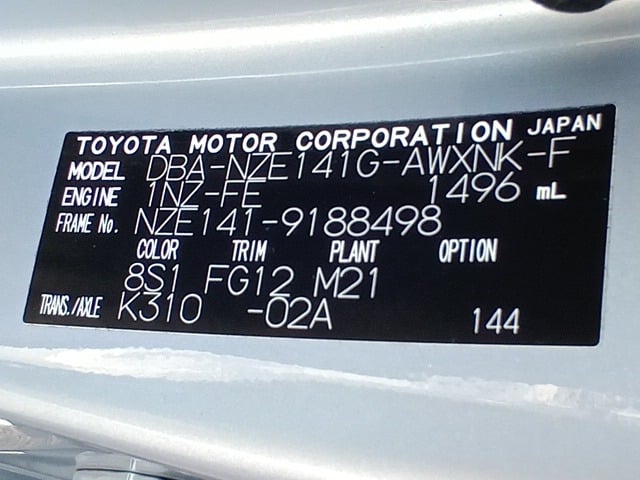 TOYOTA MOTOR CORPORATION JAPAN
MODEL DBA-NZE141G-AWXNK-F
ENGINE 1NZ-FE 1496 mL
FRAME No. NZE141-9188498
COLOR TRIM PLANT OPTION
8S1 FG12 M21
TRANS./AXLE K310 -02A 144